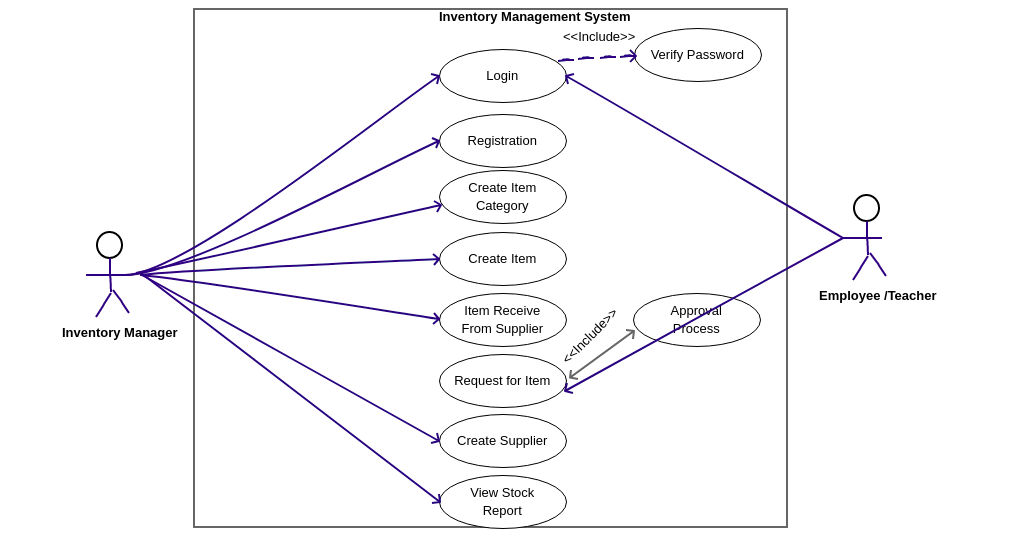 Inventory Management System
<<Include>>
Verify Password
Login
Registration
Create Item
Category
Create Item
Item Receive
From Supplier
<<Include>>
Approval
Process
Request for Item
Create Supplier
View Stock
Report
Inventory Manager
Employee /Teacher